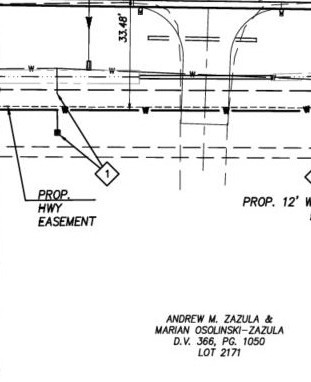 33.48'
W W W
W W W
1
PROP.
HWY
EASEMENT
PROP. 12' W
ANDREW M. ZAZULA &
MARIAN OSOLINSKI-ZAZULA
D.V. 366, PG. 1050
LOT 2171